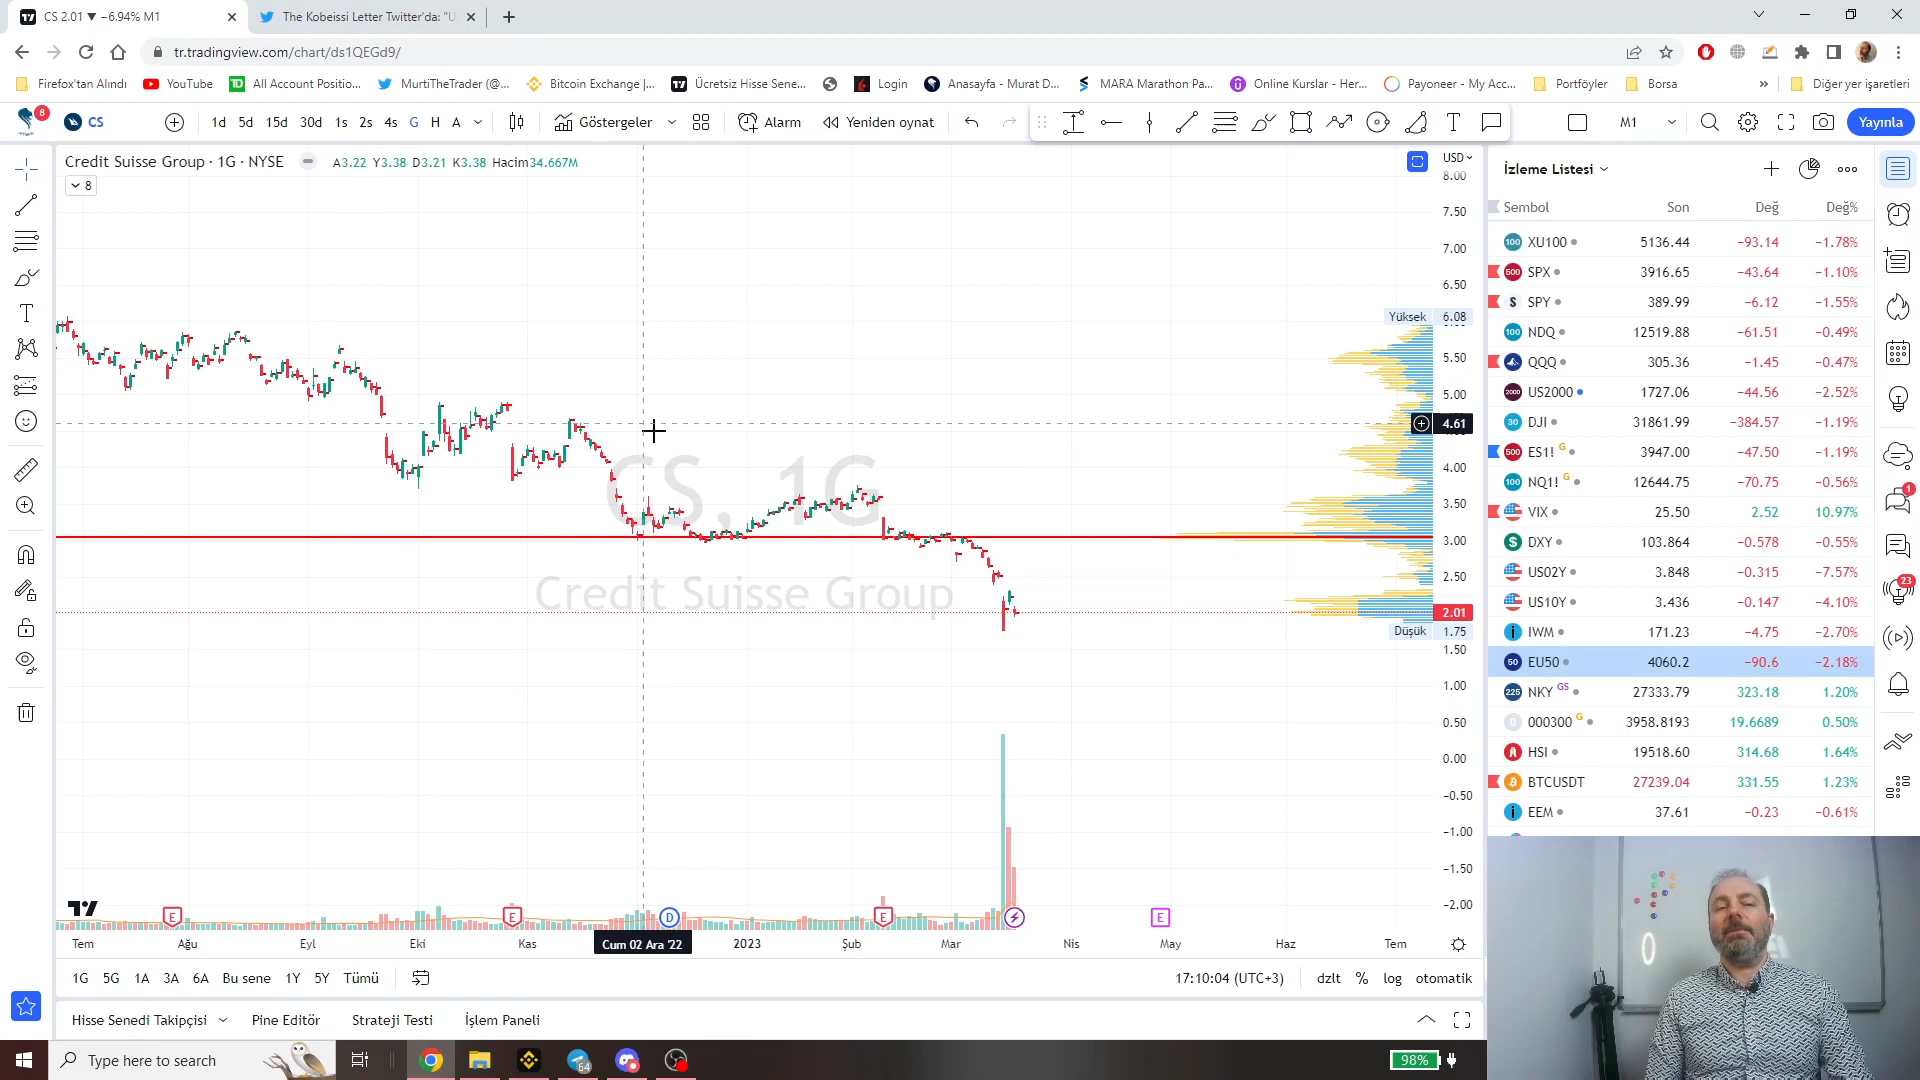 CS 2.01 ▼ −6.94% M1
The Kobeissi Letter Twitter'da: "U
tr.tradingview.com/chart/ds1QEGd9/
Firefox'tan Alındı YouTube All Account Positio... MurtiTheTrader (@... Bitcoin Exchange |... Ücretsiz Hisse Sene... Login Anasayfa - Murat D... MARA Marathon Pa... Online Kurslar - Her... Payoneer - My Acc... Portföyler Borsa » Diğer yer işaretleri
8 CS 1d 5d 15d 30d 1s 2s 4s G H A Göstergeler Alarm Yeniden oynat M1 Yayınla
Credit Suisse Group · 1G · NYSE A3.22 Y3.38 D3.21 K3.38 Hacim34.667M
8
USD
8.00
7.50
7.00
6.50
Yüksek 6.08
5.50
5.00
4.61
4.00
3.50
3.00
2.50
2.01
Düşük 1.75
1.50
1.00
0.50
0.00
−0.50
−1.00
−1.50
−2.00
CS, 1G
Credit Suisse Group
E E D E E
Tem Ağu Eyl Eki Kas Cum 02 Ara '22 2023 Şub Mar Nis May Haz Tem
1G 5G 1A 3A 6A Bu sene 1Y 5Y Tümü 17:10:04 (UTC+3) dzlt % log otomatik
Hisse Senedi Takipçisi Pine Editör Strateji Testi İşlem Paneli
İzleme Listesi
Sembol Son Değ Değ%
100 XU100 5136.44 −93.14 −1.78%
500 SPX 3916.65 −43.64 −1.10%
S SPY 389.99 −6.12 −1.55%
100 NDQ 12519.88 −61.51 −0.49%
QQQ 305.36 −1.45 −0.47%
2000 US2000 1727.06 −44.56 −2.52%
30 DJI 31861.99 −384.57 −1.19%
500 ES1! G 3947.00 −47.50 −1.19%
100 NQ1! G 12644.75 −70.75 −0.56%
VIX 25.50 2.52 10.97%
$ DXY 103.864 −0.578 −0.55%
US02Y 3.848 −0.315 −7.57%
US10Y 3.436 −0.147 −4.10%
i IWM 171.23 −4.75 −2.70%
50 EU50 4060.2 −90.6 −2.18%
225 NKY GS 27333.79 323.18 1.20%
0 000300 G 3958.8193 19.6689 0.50%
HSI 19518.60 314.68 1.64%
BTCUSDT 27239.04 331.55 1.23%
i EEM 37.61 −0.23 −0.61%
1
23
Type here to search
64
98%